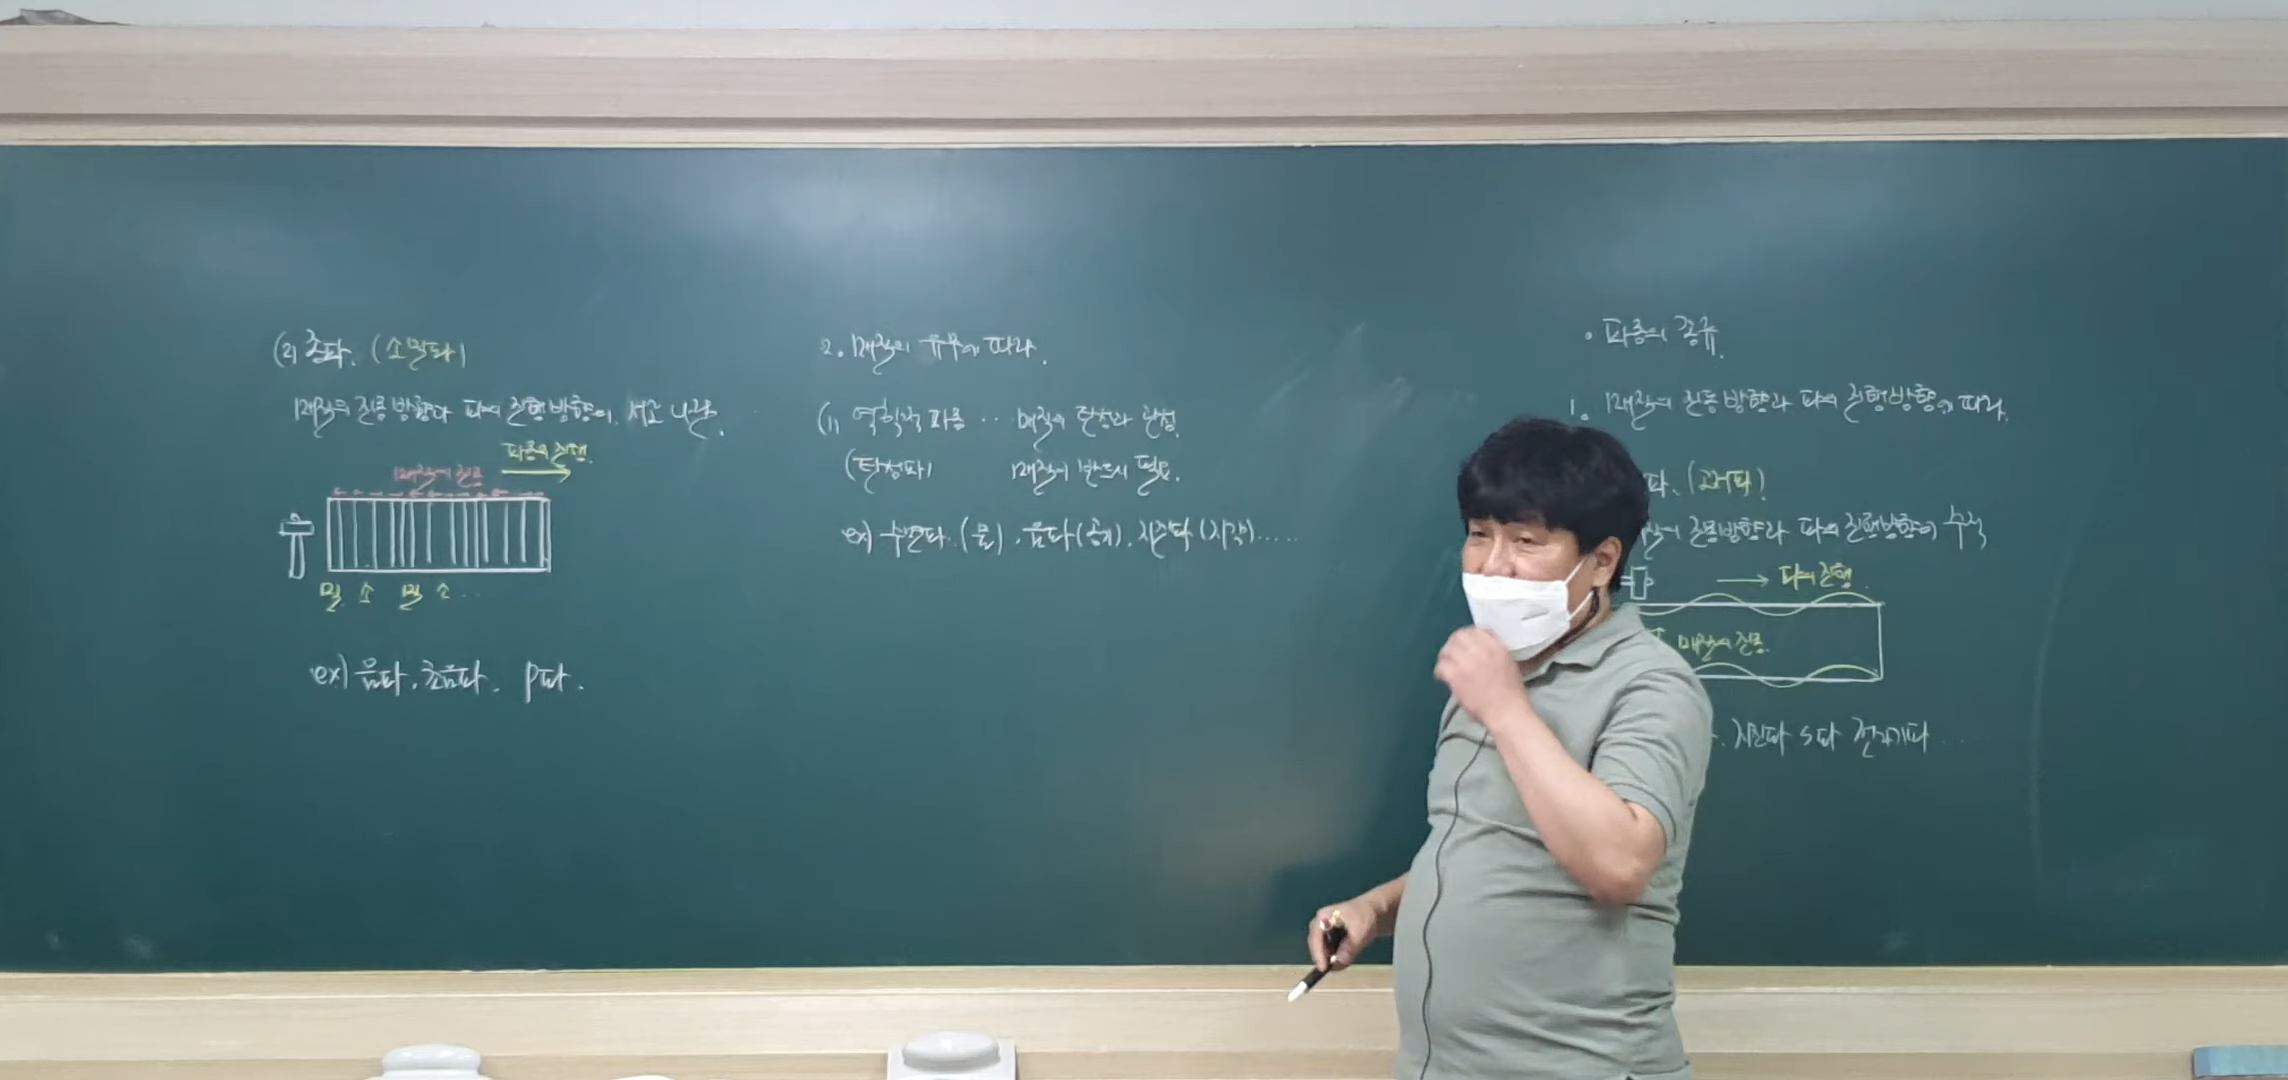 (2) 종파. (소밀파)
매질의 진동방향과 파의 진행방향이 서로 나란.
파동의 진행.
매질의 진동
밀 소 밀 소 ..
ex) 음파. 초음파. P파.
2. 매질의 유무에 따라.
(1) 역학적 파동 ... 매질의 탄성과 관성.
(탄성파) 매질이 반드시 필요.
ex) 수면파. (물). 음파(공기). 지진파 (지각).....
. 파동의 종류.
1. 매질의 진동방향과 파의 진행방향에 따라.
파. (고저파)
진동방향과 파의 진행방향이 수직
파의 진행.
매질의 진동.
. 지진파 S파 전자기파 ....